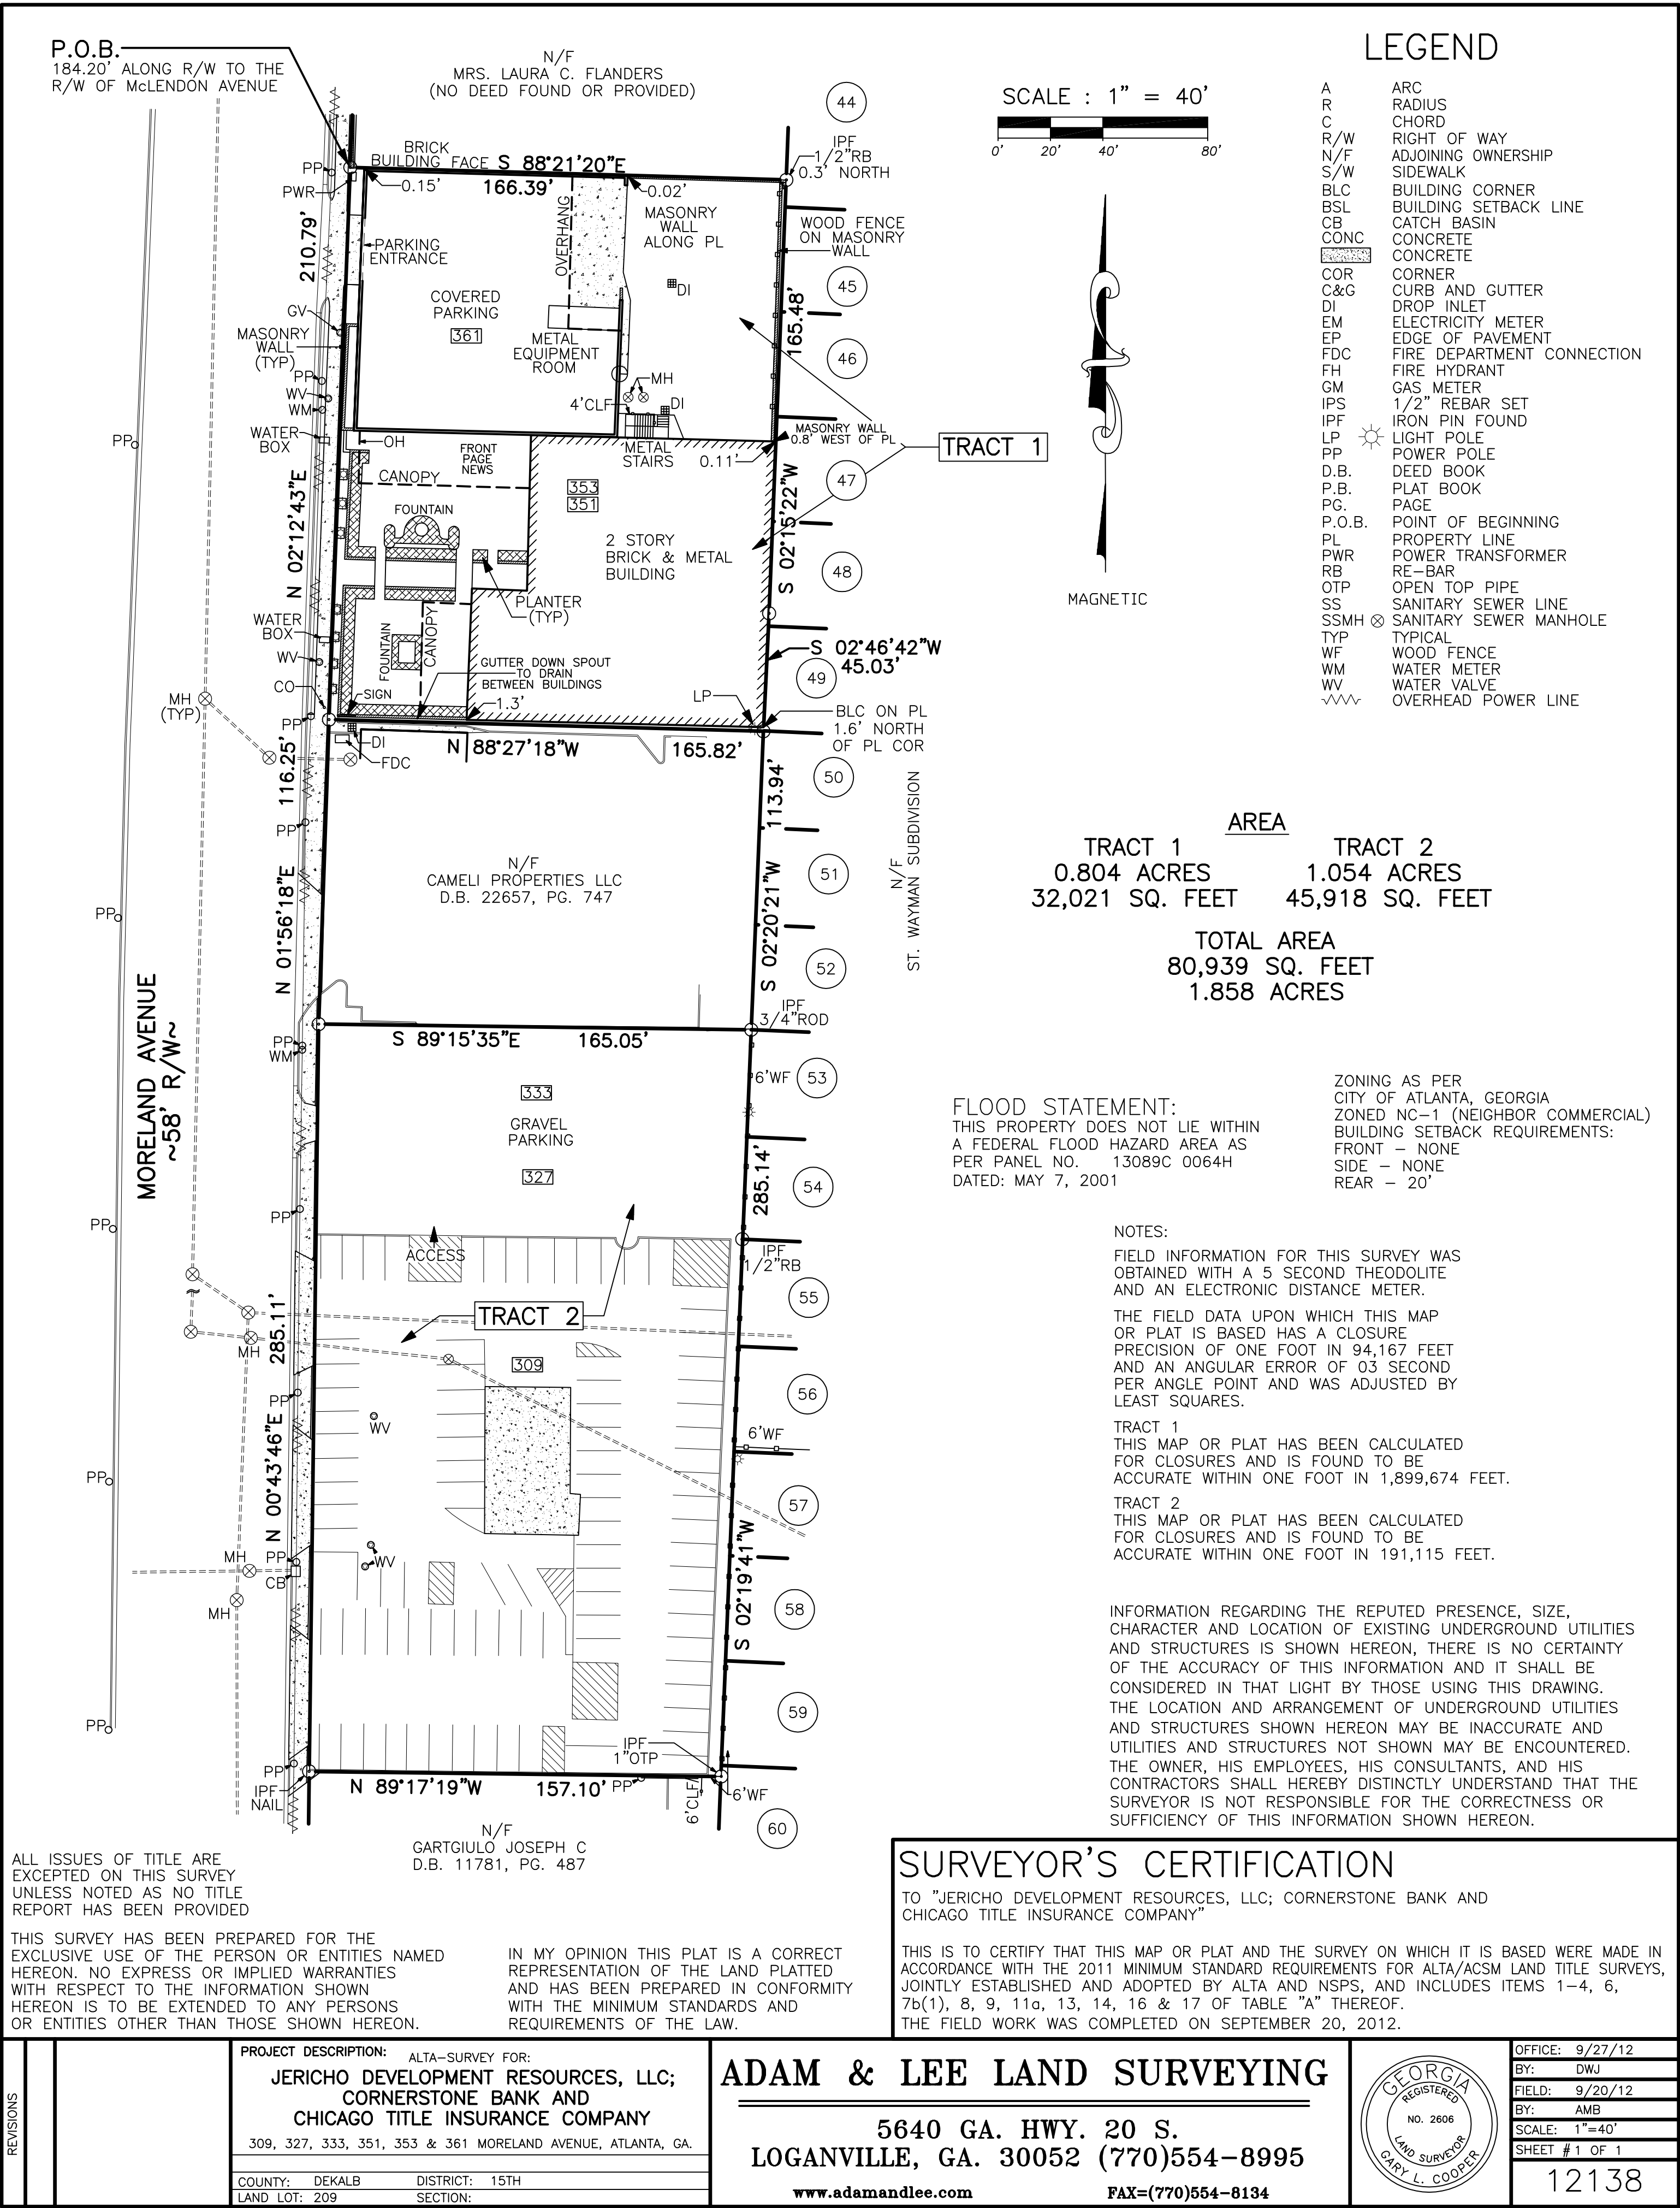 P.O.B.
184.20' ALONG R/W TO THE
R/W OF McLENDON AVENUE
N/F
MRS. LAURA C. FLANDERS
(NO DEED FOUND OR PROVIDED)
44
IPF
1/2"RB
0.3' NORTH
SCALE : 1" = 40'
0' 20' 40' 80'
MAGNETIC
LEGEND
A ARC
R RADIUS
C CHORD
R/W RIGHT OF WAY
N/F ADJOINING OWNERSHIP
S/W SIDEWALK
BLC BUILDING CORNER
BSL BUILDING SETBACK LINE
CB CATCH BASIN
CONC CONCRETE
CONCRETE
COR CORNER
C&G CURB AND GUTTER
DI DROP INLET
EM ELECTRICITY METER
EP EDGE OF PAVEMENT
FDC FIRE DEPARTMENT CONNECTION
FH FIRE HYDRANT
GM GAS METER
IPS 1/2" REBAR SET
IPF IRON PIN FOUND
LP LIGHT POLE
PP POWER POLE
D.B. DEED BOOK
P.B. PLAT BOOK
PG. PAGE
P.O.B. POINT OF BEGINNING
PL PROPERTY LINE
PWR POWER TRANSFORMER
RB RE-BAR
OTP OPEN TOP PIPE
SS SANITARY SEWER LINE
SSMH SANITARY SEWER MANHOLE
TYP TYPICAL
WF WOOD FENCE
WM WATER METER
WV WATER VALVE
OVERHEAD POWER LINE
BRICK
BUILDING FACE
S 88°21'20"E
166.39'
PP
PWR
0.15'
0.02'
210.79'
PARKING
ENTRANCE
OVERHANG
MASONRY
WALL
ALONG PL
WOOD FENCE
ON MASONRY
WALL
DI
45
COVERED
PARKING
361
GV
MASONRY
WALL
(TYP)
METAL
EQUIPMENT
ROOM
165.48'
46
PP
WV
WM
MH
4'CLF
DI
WATER
BOX
OH
FRONT
PAGE
NEWS
METAL
STAIRS
0.11'
MASONRY WALL
0.8' WEST OF PL
TRACT 1
PP
CANOPY
353
351
47
FOUNTAIN
N 02°12'43"E
S 02°15'22"W
2 STORY
BRICK & METAL
BUILDING
48
PLANTER
(TYP)
WATER
BOX
WV
CO
FOUNTAIN
CANOPY
GUTTER DOWN SPOUT
TO DRAIN
BETWEEN BUILDINGS
S 02°46'42"W
45.03'
49
SIGN
1.3'
LP
MH
(TYP)
PP
BLC ON PL
1.6' NORTH
OF PL COR
DI
FDC
N 88°27'18"W
165.82'
116.25'
113.94'
50
PP
N/F
ST. WAYMAN SUBDIVISION
N/F
CAMELI PROPERTIES LLC
D.B. 22657, PG. 747
51
PP
N 01°56'18"E
S 02°20'21"W
52
IPF
3/4"ROD
S 89°15'35"E
165.05'
AREA
TRACT 1 TRACT 2
0.804 ACRES 1.054 ACRES
32,021 SQ. FEET 45,918 SQ. FEET
TOTAL AREA
80,939 SQ. FEET
1.858 ACRES
MORELAND AVENUE
~58' R/W~
PP
WM
6'WF
53
333
GRAVEL
PARKING
327
285.14'
54
PP
PP
ACCESS
IPF
1/2"RB
55
TRACT 2
285.11'
MH
309
56
PP
WV
6'WF
PP
57
N 00°43'46"E
S 02°19'41"W
MH
PP
CB
WV
MH
58
59
PP
PP
IPF
1"OTP
IPF
NAIL
N 89°17'19"W
157.10'
PP
6'CLF
6'WF
60
N/F
GARTGIULO JOSEPH C
D.B. 11781, PG. 487
FLOOD STATEMENT:
THIS PROPERTY DOES NOT LIE WITHIN
A FEDERAL FLOOD HAZARD AREA AS
PER PANEL NO. 13089C 0064H
DATED: MAY 7, 2001
ZONING AS PER
CITY OF ATLANTA, GEORGIA
ZONED NC-1 (NEIGHBOR COMMERCIAL)
BUILDING SETBACK REQUIREMENTS:
FRONT - NONE
SIDE - NONE
REAR - 20'
NOTES:
FIELD INFORMATION FOR THIS SURVEY WAS
OBTAINED WITH A 5 SECOND THEODOLITE
AND AN ELECTRONIC DISTANCE METER.
THE FIELD DATA UPON WHICH THIS MAP
OR PLAT IS BASED HAS A CLOSURE
PRECISION OF ONE FOOT IN 94,167 FEET
AND AN ANGULAR ERROR OF 03 SECOND
PER ANGLE POINT AND WAS ADJUSTED BY
LEAST SQUARES.
TRACT 1
THIS MAP OR PLAT HAS BEEN CALCULATED
FOR CLOSURES AND IS FOUND TO BE
ACCURATE WITHIN ONE FOOT IN 1,899,674 FEET.
TRACT 2
THIS MAP OR PLAT HAS BEEN CALCULATED
FOR CLOSURES AND IS FOUND TO BE
ACCURATE WITHIN ONE FOOT IN 191,115 FEET.
INFORMATION REGARDING THE REPUTED PRESENCE, SIZE,
CHARACTER AND LOCATION OF EXISTING UNDERGROUND UTILITIES
AND STRUCTURES IS SHOWN HEREON, THERE IS NO CERTAINTY
OF THE ACCURACY OF THIS INFORMATION AND IT SHALL BE
CONSIDERED IN THAT LIGHT BY THOSE USING THIS DRAWING.
THE LOCATION AND ARRANGEMENT OF UNDERGROUND UTILITIES
AND STRUCTURES SHOWN HEREON MAY BE INACCURATE AND
UTILITIES AND STRUCTURES NOT SHOWN MAY BE ENCOUNTERED.
THE OWNER, HIS EMPLOYEES, HIS CONSULTANTS, AND HIS
CONTRACTORS SHALL HEREBY DISTINCTLY UNDERSTAND THAT THE
SURVEYOR IS NOT RESPONSIBLE FOR THE CORRECTNESS OR
SUFFICIENCY OF THIS INFORMATION SHOWN HEREON.
ALL ISSUES OF TITLE ARE
EXCEPTED ON THIS SURVEY
UNLESS NOTED AS NO TITLE
REPORT HAS BEEN PROVIDED
THIS SURVEY HAS BEEN PREPARED FOR THE
EXCLUSIVE USE OF THE PERSON OR ENTITIES NAMED
HEREON. NO EXPRESS OR IMPLIED WARRANTIES
WITH RESPECT TO THE INFORMATION SHOWN
HEREON IS TO BE EXTENDED TO ANY PERSONS
OR ENTITIES OTHER THAN THOSE SHOWN HEREON.
IN MY OPINION THIS PLAT IS A CORRECT
REPRESENTATION OF THE LAND PLATTED
AND HAS BEEN PREPARED IN CONFORMITY
WITH THE MINIMUM STANDARDS AND
REQUIREMENTS OF THE LAW.
SURVEYOR'S CERTIFICATION
TO "JERICHO DEVELOPMENT RESOURCES, LLC; CORNERSTONE BANK AND
CHICAGO TITLE INSURANCE COMPANY"
THIS IS TO CERTIFY THAT THIS MAP OR PLAT AND THE SURVEY ON WHICH IT IS BASED WERE MADE IN
ACCORDANCE WITH THE 2011 MINIMUM STANDARD REQUIREMENTS FOR ALTA/ACSM LAND TITLE SURVEYS,
JOINTLY ESTABLISHED AND ADOPTED BY ALTA AND NSPS, AND INCLUDES ITEMS 1-4, 6,
7b(1), 8, 9, 11a, 13, 14, 16 & 17 OF TABLE "A" THEREOF.
THE FIELD WORK WAS COMPLETED ON SEPTEMBER 20, 2012.
REVISIONS
PROJECT DESCRIPTION: ALTA-SURVEY FOR:
JERICHO DEVELOPMENT RESOURCES, LLC;
CORNERSTONE BANK AND
CHICAGO TITLE INSURANCE COMPANY
309, 327, 333, 351, 353 & 361 MORELAND AVENUE, ATLANTA, GA.
COUNTY: DEKALB DISTRICT: 15TH
LAND LOT: 209 SECTION:
ADAM & LEE LAND SURVEYING
5640 GA. HWY. 20 S.
LOGANVILLE, GA. 30052 (770)554-8995
www.adamandlee.com FAX=(770)554-8134
GEORGIA
REGISTERED
NO. 2606
LAND SURVEYOR
GARY L. COOPER
OFFICE: 9/27/12
BY: DWJ
FIELD: 9/20/12
BY: AMB
SCALE: 1"=40'
SHEET # 1 OF 1
12138